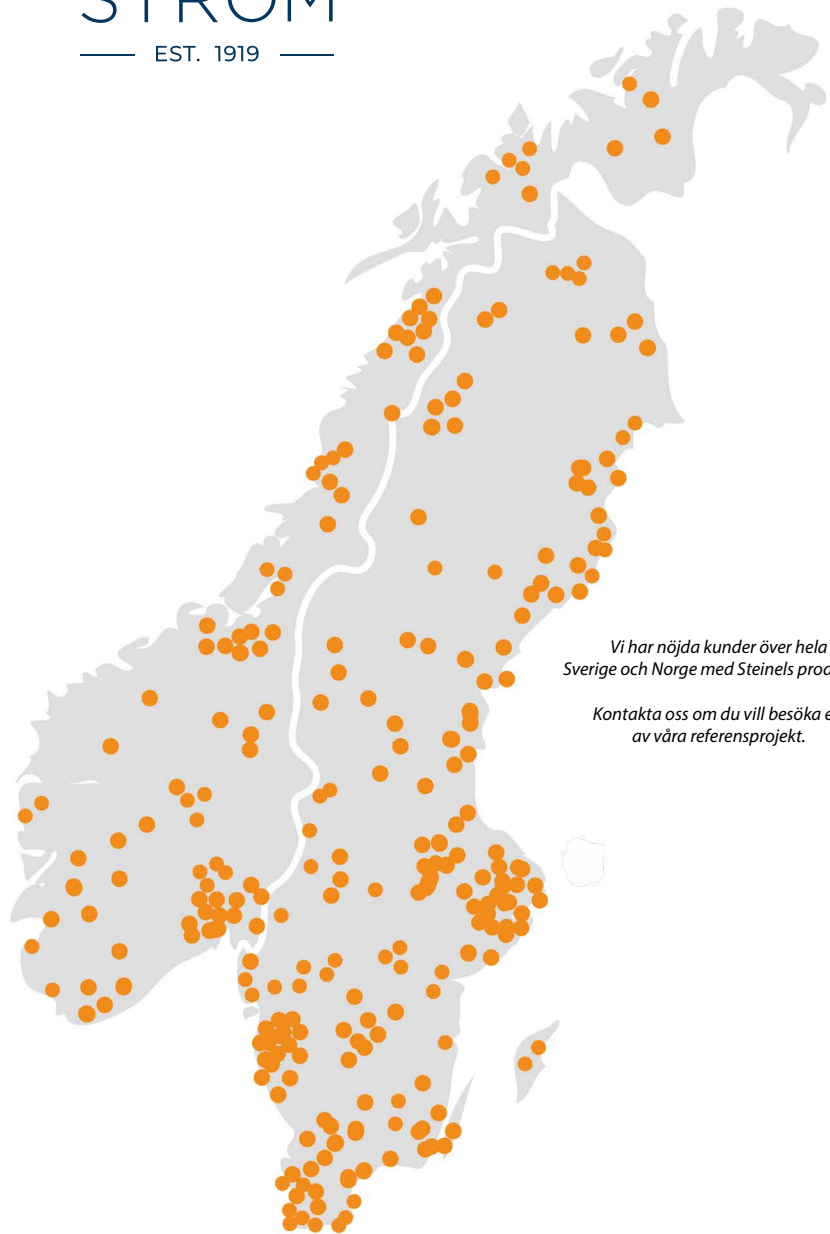 STRÖM
EST. 1919
Vi har nöjda kunder över hela
Sverige och Norge med Steinels
Kontakta oss om du vill besöka
av våra referensprojekt.